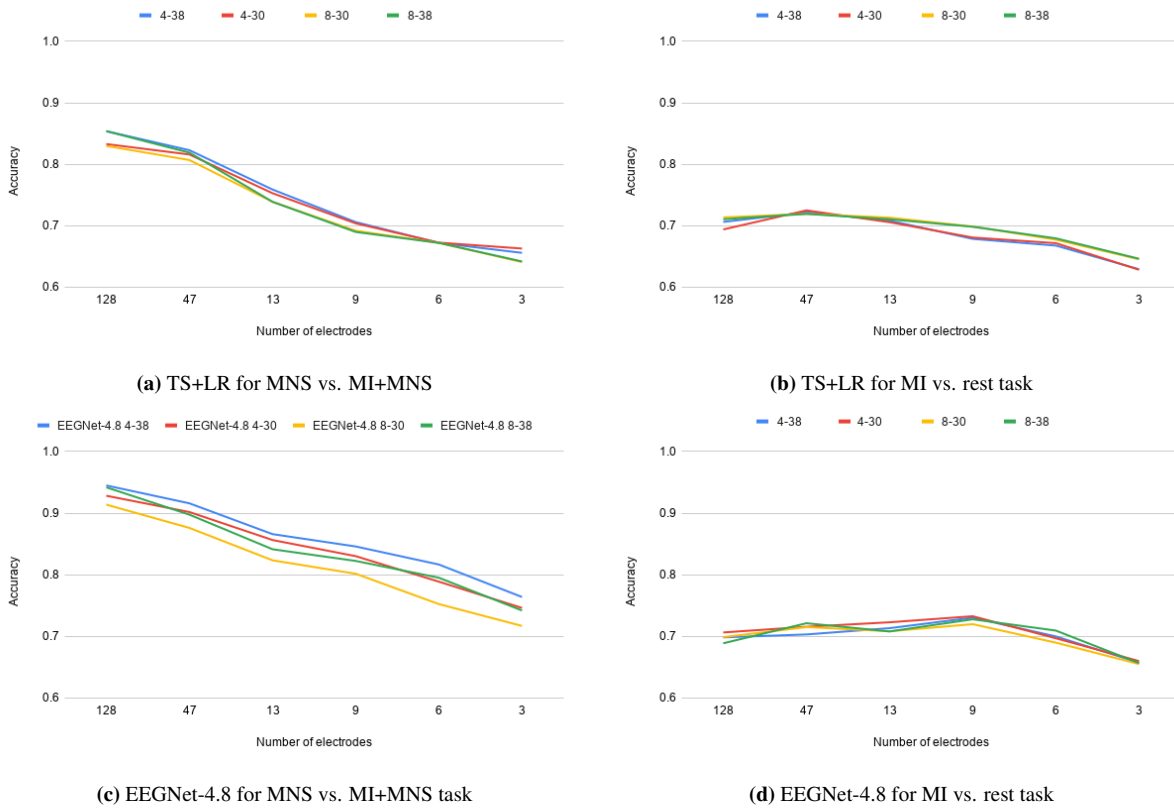 4-38 4-30 8-30 8-38
1.0
0.9
0.8
0.7
0.6
Accuracy
128 47 13 9 6 3
Number of electrodes
(a) TS+LR for MNS vs. MI+MNS
4-38 4-30 8-30 8-38
1.0
0.9
0.8
0.7
0.6
Accuracy
128 47 13 9 6 3
Number of electrodes
(b) TS+LR for MI vs. rest task
EEGNet-4.8 4-38 EEGNet-4.8 4-30 EEGNet-4.8 8-30 EEGNet-4.8 8-38
1.0
0.9
0.8
0.7
0.6
Accuracy
128 47 13 9 6 3
Number of electrodes
(c) EEGNet-4.8 for MNS vs. MI+MNS task
4-38 4-30 8-30 8-38
1.0
0.9
0.8
0.7
0.6
Accuracy
128 47 13 9 6 3
Number of electrodes
(d) EEGNet-4.8 for MI vs. rest task